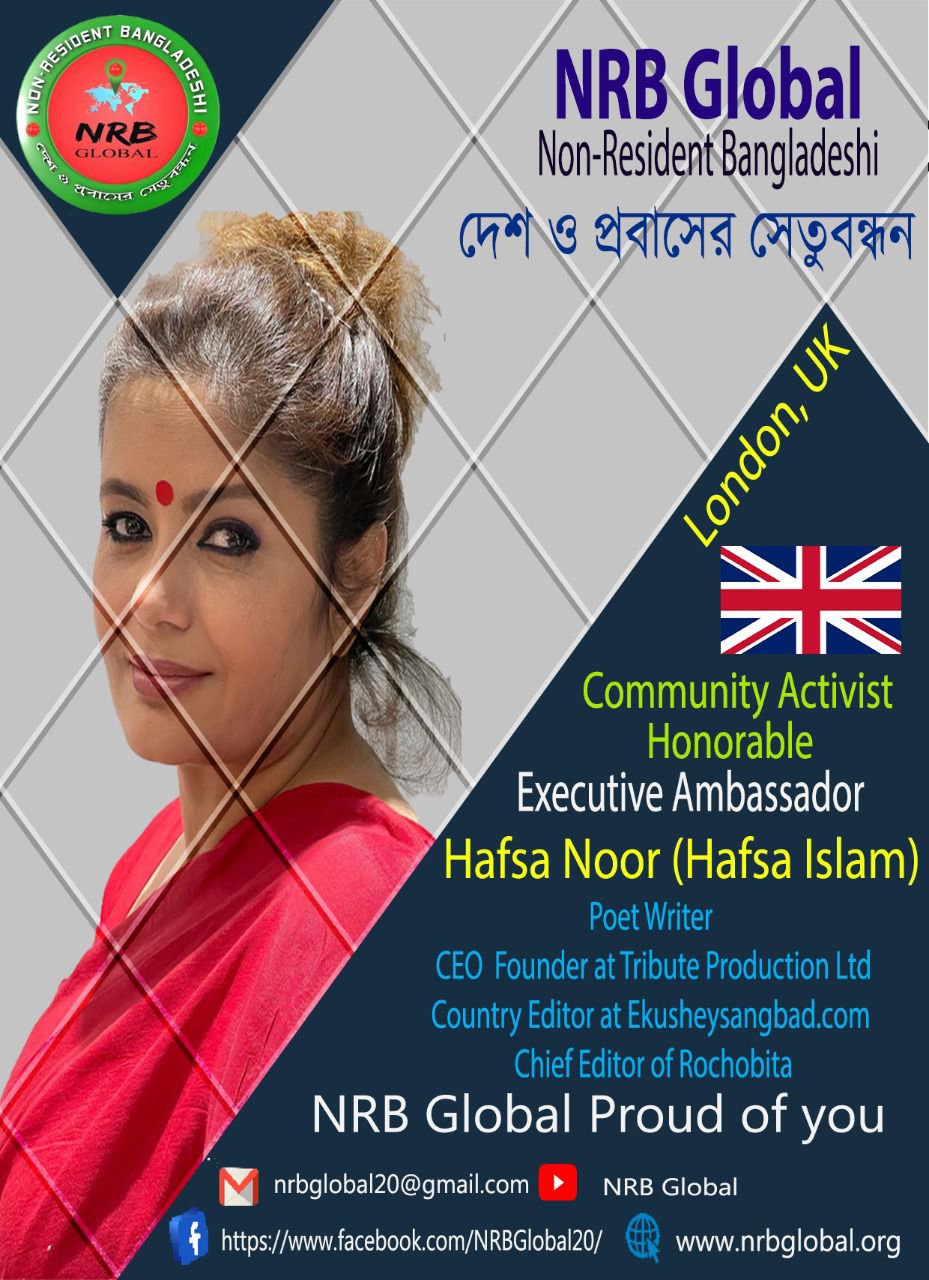 NON-RESIDENT BANGLADESHI
NRB
GLOBAL
দেশ ও প্রবাসের সেতুবন্ধন
NRB Global
Non-Resident Bangladeshi
দেশ ও প্রবাসের সেতুবন্ধন
London, UK
Community Activist
Honorable
Executive Ambassador
Hafsa Noor (Hafsa Islam)
Poet Writer
CEO Founder at Tribute Production Ltd
Country Editor at Ekusheysangbad.com
Chief Editor of Rochobita
NRB Global Proud of you
nrbglobal20@gmail.com
NRB Global
https://www.facebook.com/NRBGlobal20/
www.nrbglobal.org